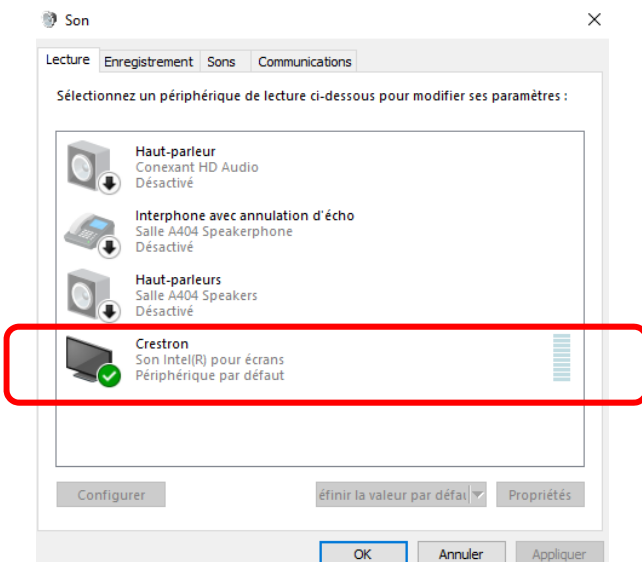 Son
Lecture Enregistrement Sons Communications
Sélectionnez un périphérique de lecture ci-dessous pour modifier ses paramètres :
Haut-parleur
Conexant HD Audio
Désactivé
Interphone avec annulation d'écho
Salle A404 Speakerphone
Désactivé
Haut-parleurs
Salle A404 Speakers
Désactivé
Crestron
Son Intel(R) pour écrans
Périphérique par défaut
Configurer éfinir la valeur par défau Propriétés
OK Annuler Appliquer